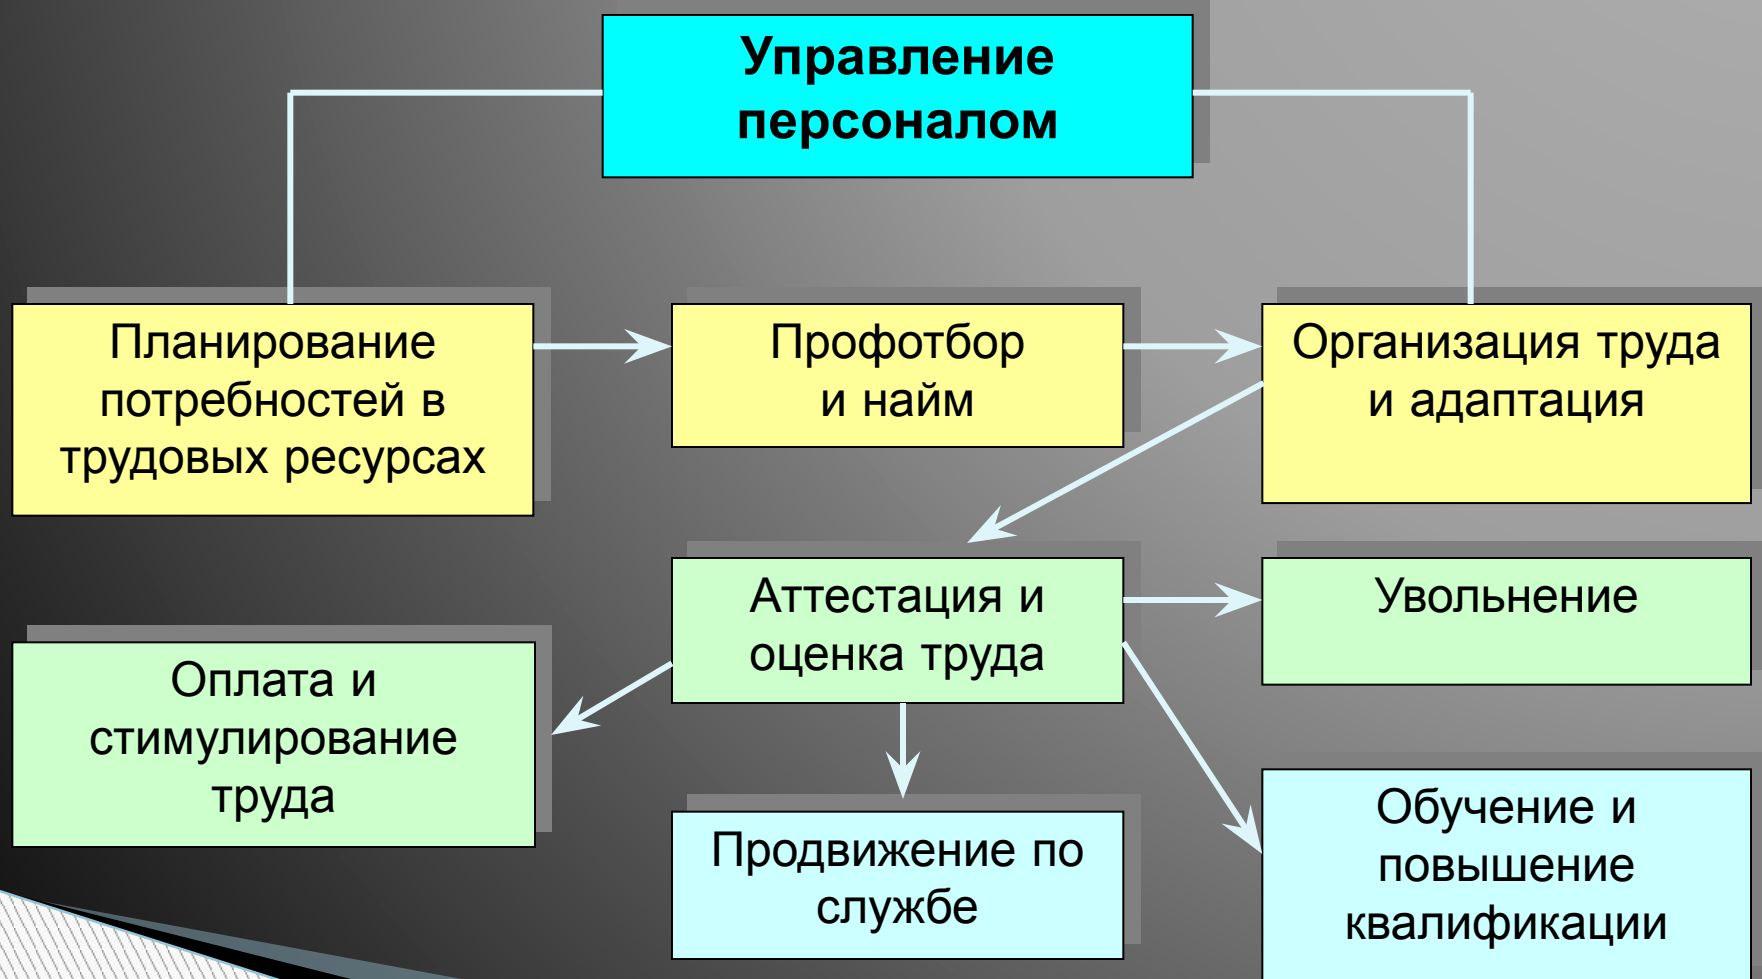 Управление
персоналом
Планирование
потребностей в
трудовых ресурсах
Профотбор
и найм
Организация труда
и адаптация
Аттестация и
оценка труда
Увольнение
Оплата и
стимулирование
труда
Продвижение по
службе
Обучение и
повышение
квалификации